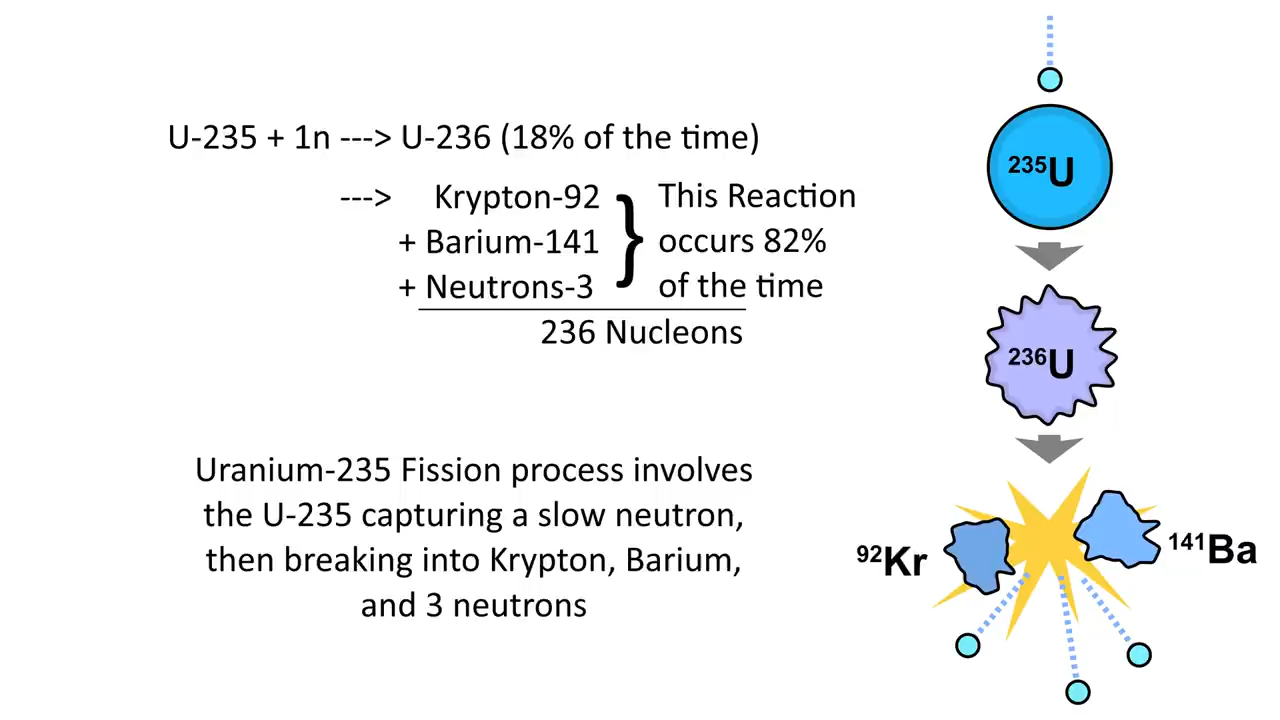 U-235 + 1n ---> U-236 (18% of the time)
---> Krypton-92 } This Reaction
+ Barium-141 occurs 82%
+ Neutrons-3 of the time
236 Nucleons
Uranium-235 Fission process involves
the U-235 capturing a slow neutron,
then breaking into Krypton, Barium,
and 3 neutrons
²³⁵U
²³⁶U
⁹²Kr
¹⁴¹Ba